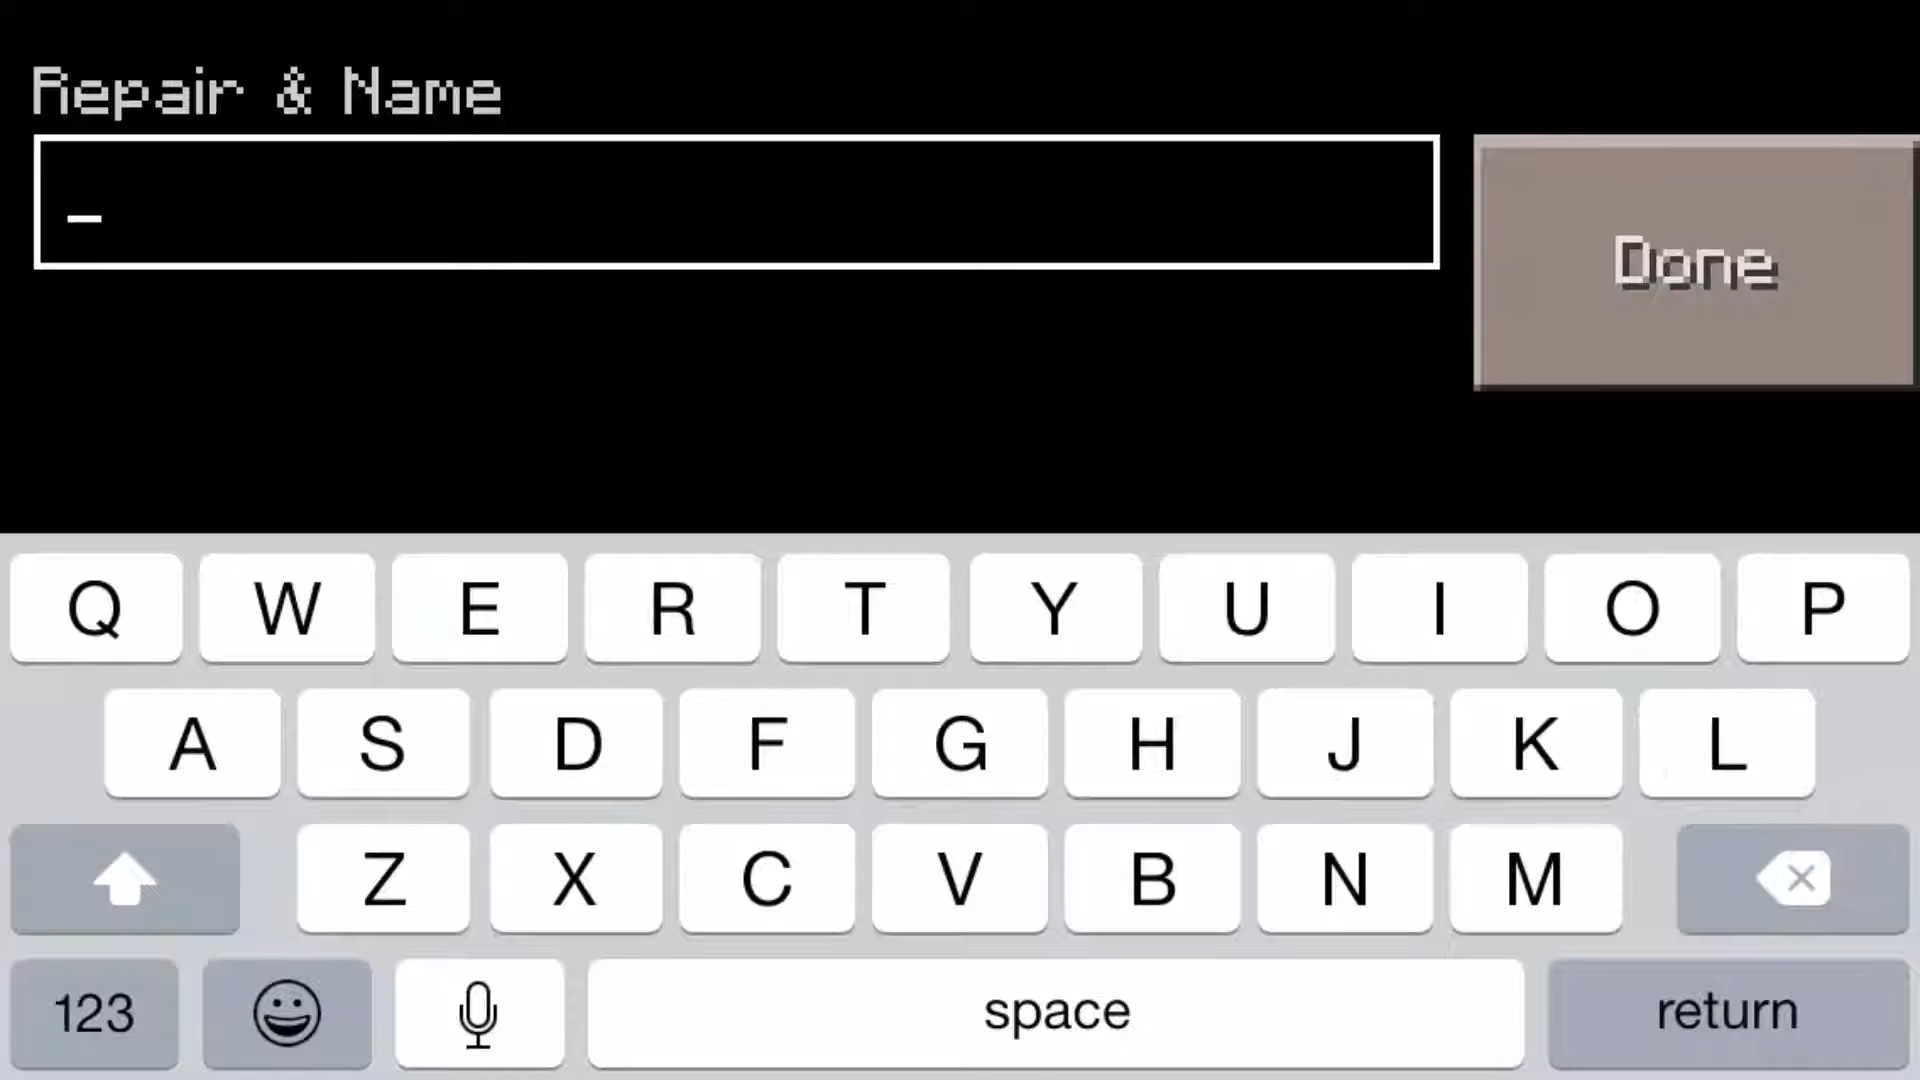 Repair & Name
_
Done
Q W E R T Y U I O P
A S D F G H J K L
Z X C V B N M
123 space return